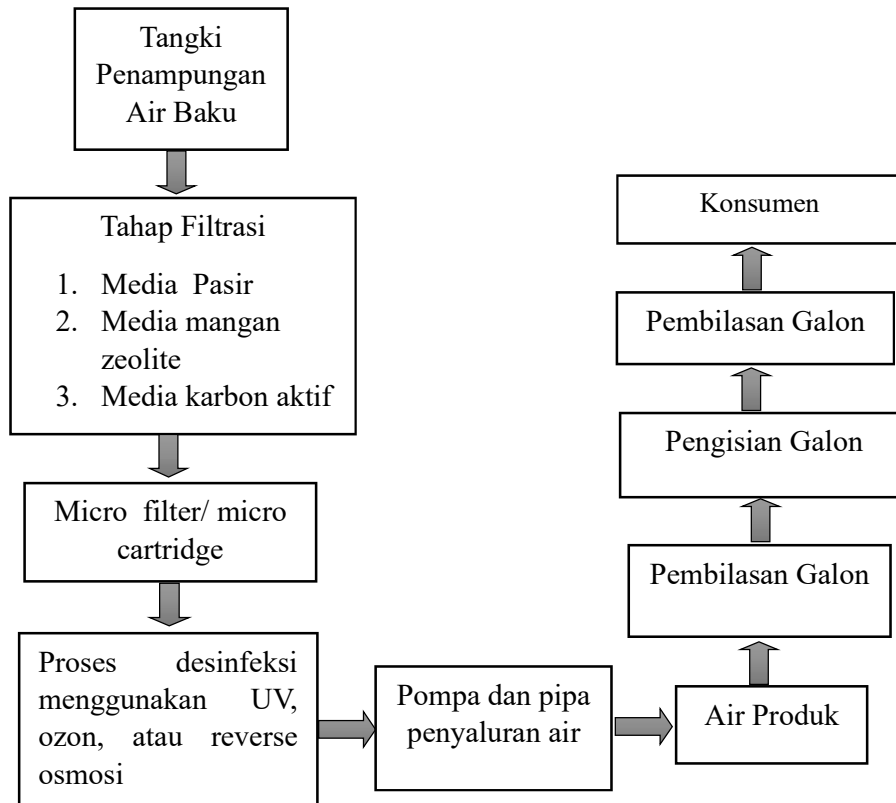 Tangki
Penampungan
Air Baku
Tahap Filtrasi
1. Media Pasir
2. Media mangan
zeolite
3. Media karbon aktif
Micro filter/ micro
cartridge
Proses desinfeksi
menggunakan UV,
ozon, atau reverse
osmosi
Pompa dan pipa
penyaluran air
Air Produk
Pembilasan Galon
Pengisian Galon
Pembilasan Galon
Konsumen